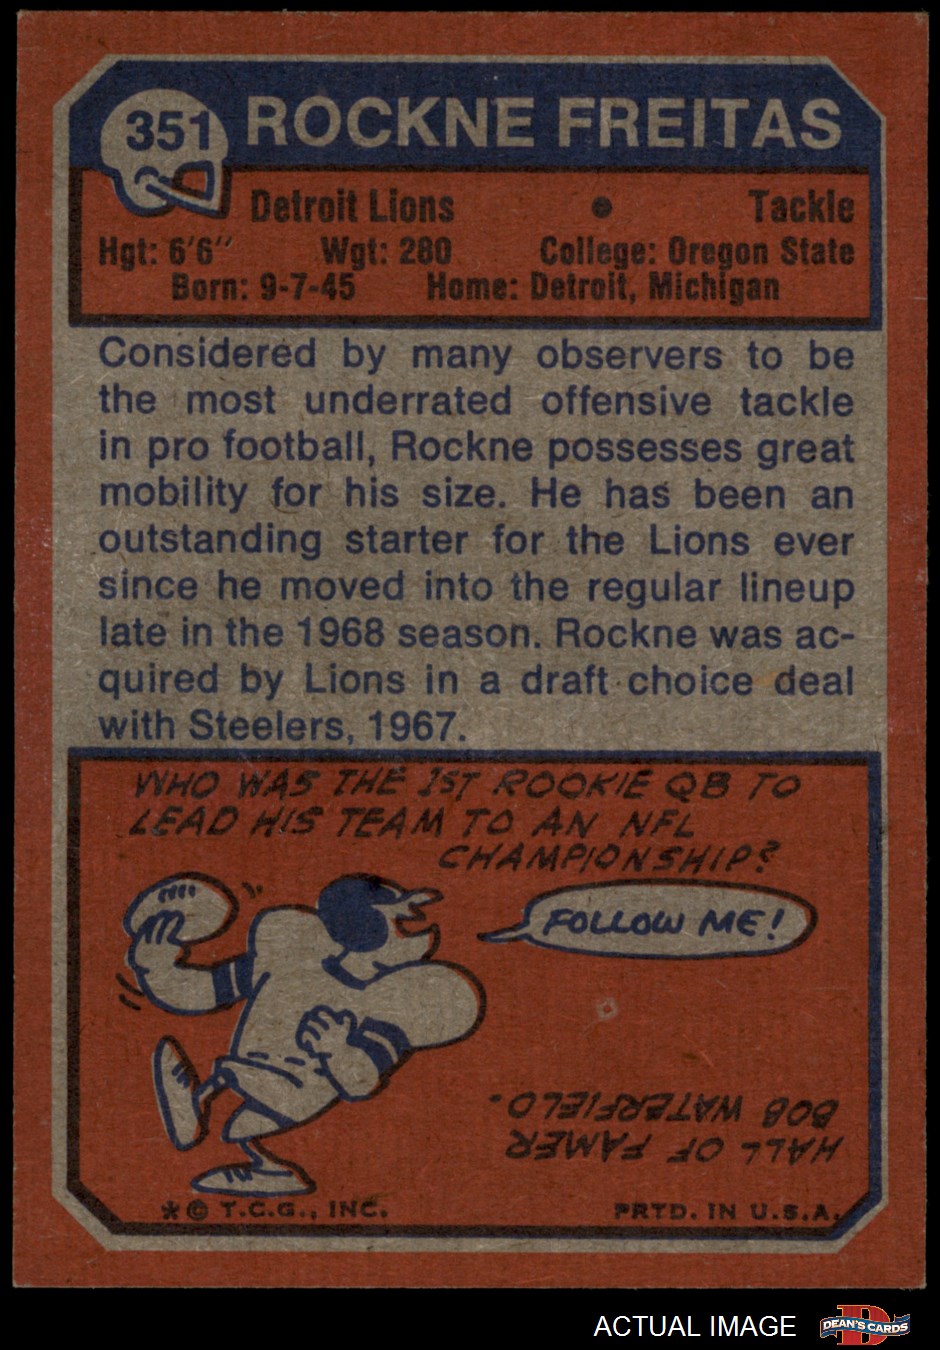 351 ROCKNE FREITAS
Detroit Lions • Tackle
Hgt: 6'6" Wgt: 280 College: Oregon State
Born: 9-7-45 Home: Detroit, Michigan
Considered by many observers to be
the most underrated offensive tackle
in pro football, Rockne possesses great
mobility for his size. He has been an
outstanding starter for the Lions ever
since he moved into the regular lineup
late in the 1968 season. Rockne was ac-
quired by Lions in a draft choice deal
with Steelers, 1967.
WHO WAS THE 1ST ROOKIE QB TO
LEAD HIS TEAM TO AN NFL
CHAMPIONSHIP?
FOLLOW ME!
HALL OF FAMER
BOB WATERFIELD.
*© T.C.G., INC. PRTD. IN U.S.A.
ACTUAL IMAGE
D
DEAN'S CARDS